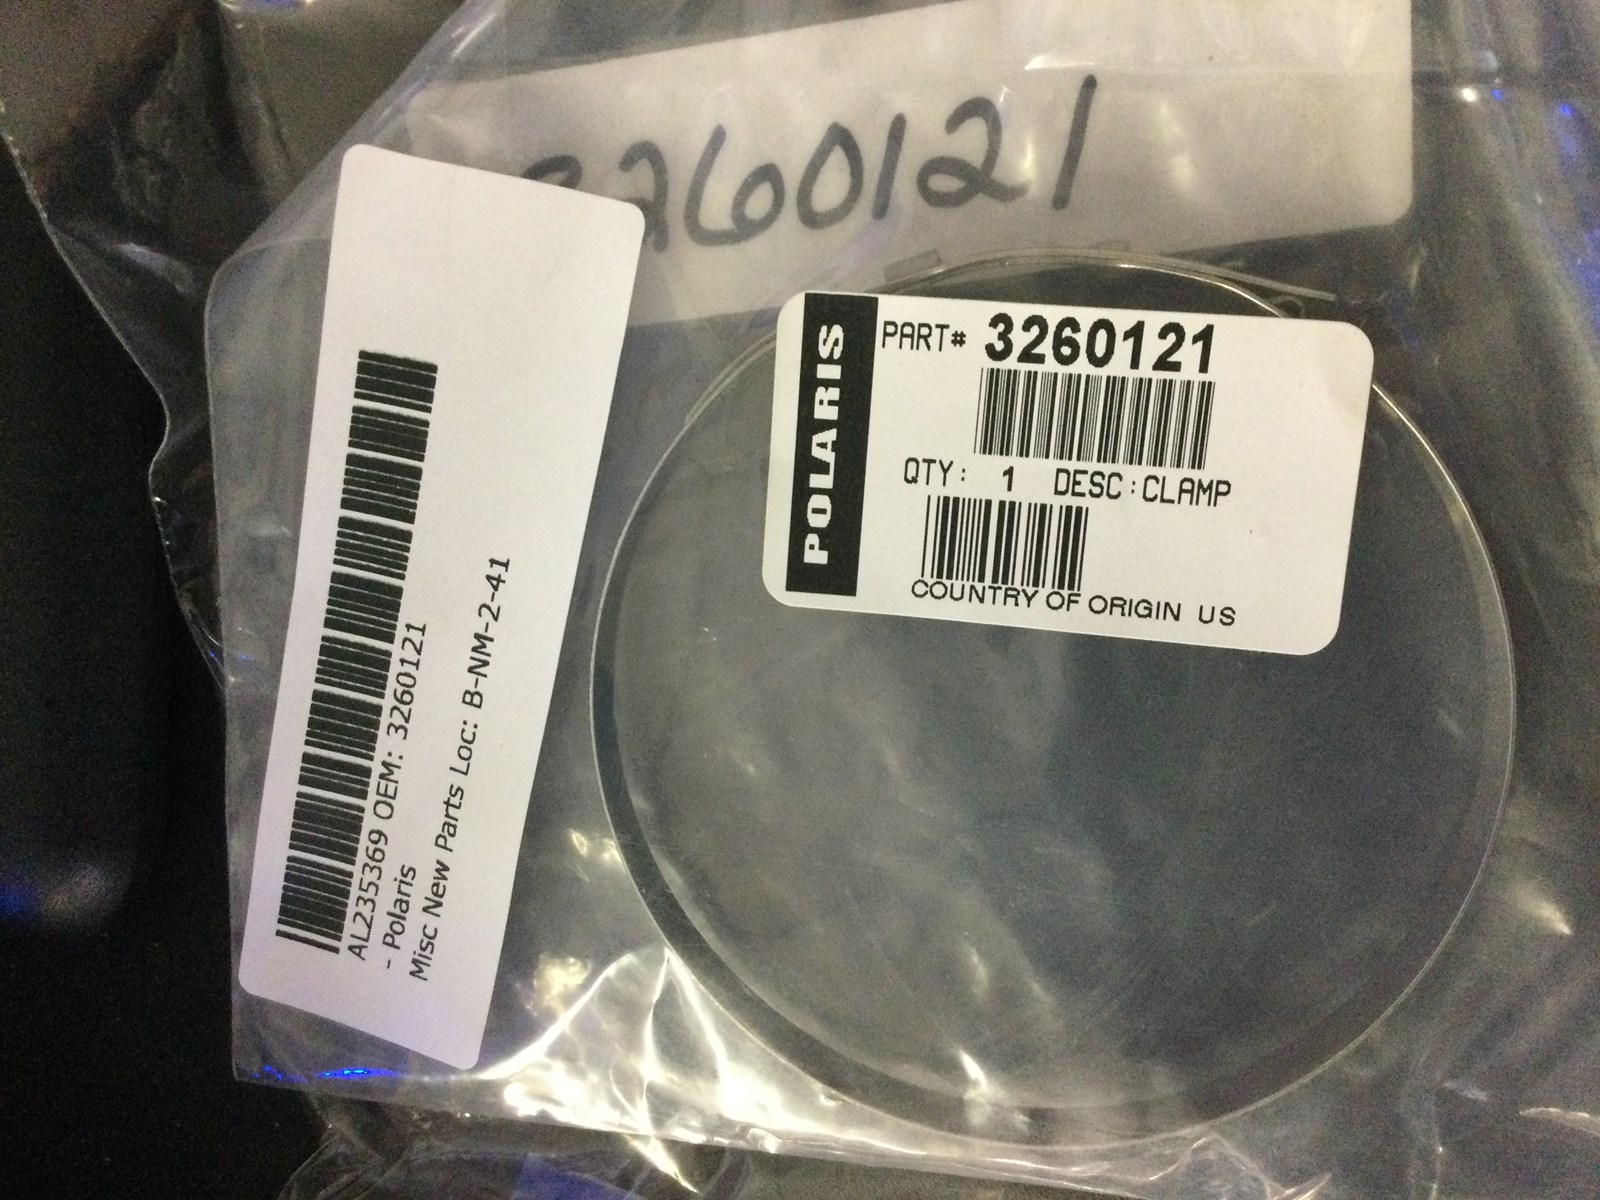 3260121
POLARIS
PART# 3260121
QTY: 1 DESC:CLAMP
COUNTRY OF ORIGIN US
AL235369 OEM: 3260121
- Polaris
Misc New Parts Loc: B-NM-2-41